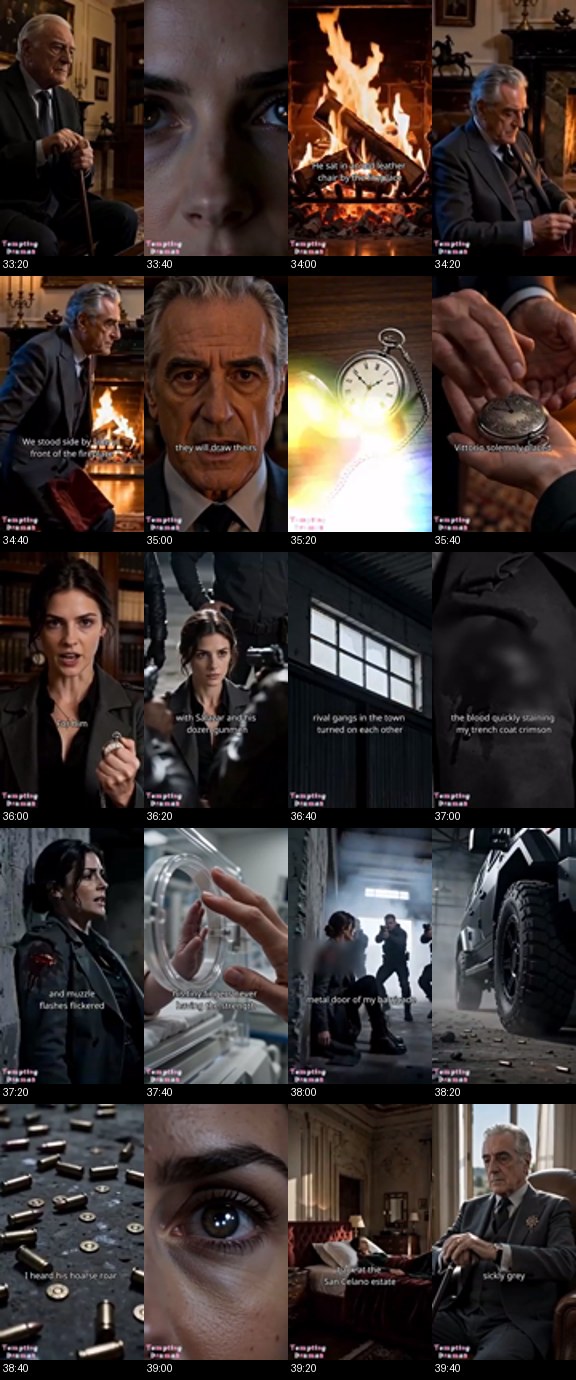 Tempting Dramas
Tempting Dramas
He sat in leather
chair by the fireplace
Tempting Dramas
Tempting Dramas
33:20
33:40
34:00
34:20
We stood side by
front of the
Tempting Dramas
they will draw theirs
Tempting Dramas
Tempting Dramas
Vittorio solemnly placed
Tempting Dramas
34:40
35:00
35:20
35:40
him
Tempting Dramas
with Salazar and his
dozen gunmen
Tempting Dramas
rival gangs in the town
turned on each other
Tempting Dramas
the blood quickly staining
my trench coat crimson
Tempting Dramas
36:00
36:20
36:40
37:00
and muzzle
flashes flickered
Tempting Dramas
Tempting Dramas
metal door of my
Tempting Dramas
Tempting Dramas
37:20
37:40
38:00
38:20
I heard his hoarse roar
Tempting Dramas
Tempting Dramas
at the
San Celano estate
Tempting Dramas
sickly grey
Tempting Dramas
38:40
39:00
39:20
39:40